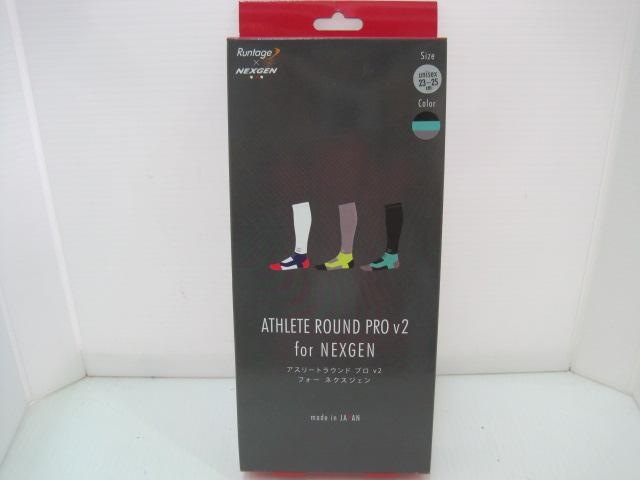 Runtage
×
NEXGEN
Size
unisex
23-25
cm
Color
ATHLETE ROUND PRO v2
for NEXGEN
アスリートラウンド プロ v2
フォー ネクスジェン
made in JAPAN